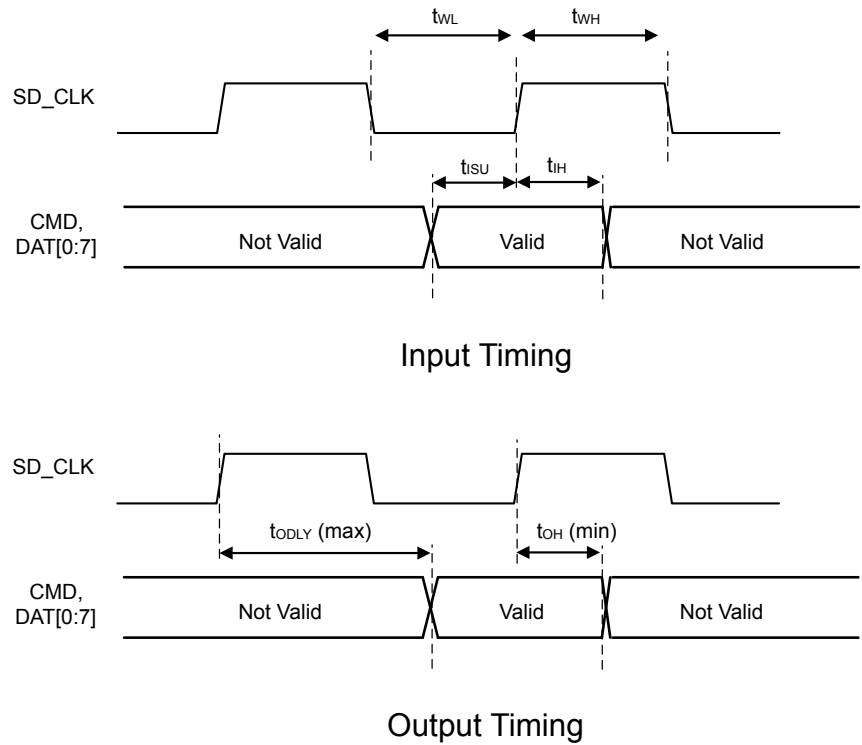 tWL tWH
SD_CLK
tISU tIH
CMD,
DAT[0:7]
Not Valid Valid Not Valid
Input Timing
SD_CLK
tODLY (max) tOH (min)
CMD,
DAT[0:7]
Not Valid Valid Not Valid
Output Timing